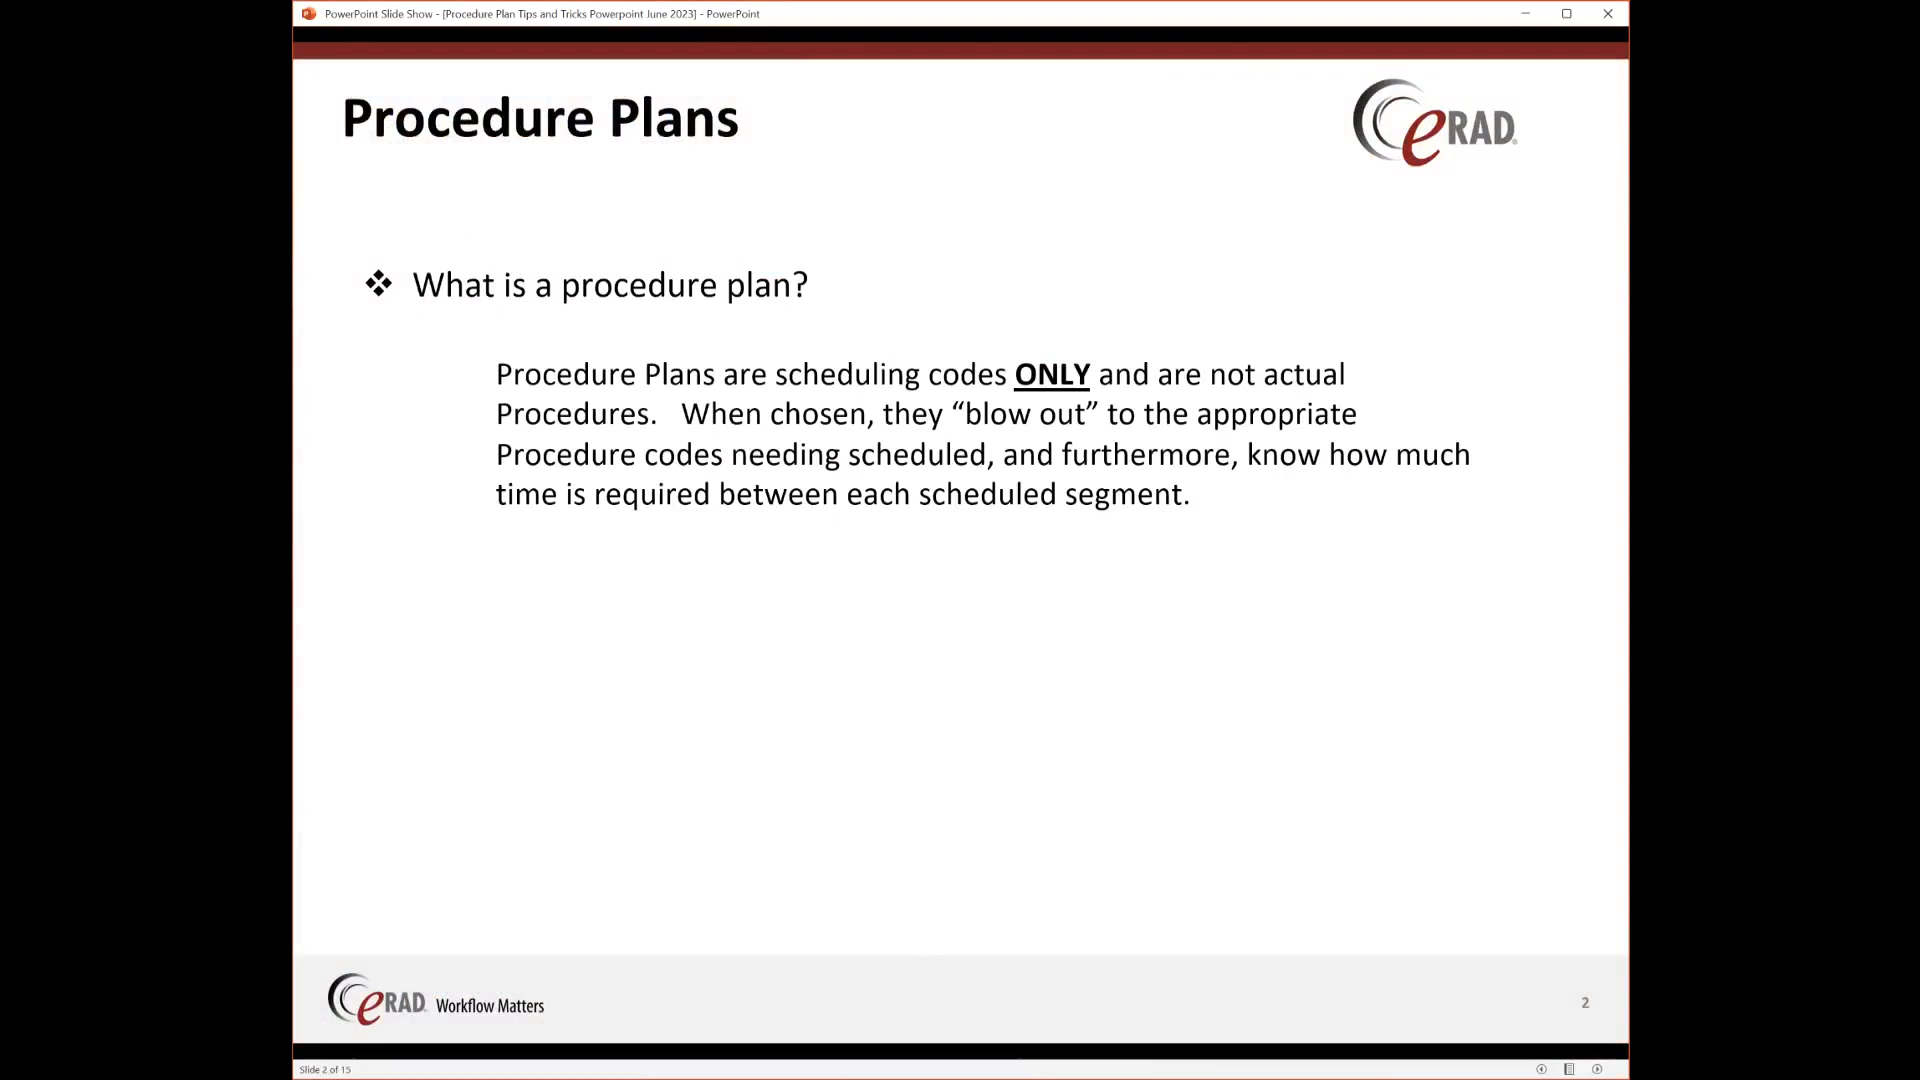 PowerPoint Slide Show - [Procedure Plan Tips and Tricks Powerpoint June 2023] - PowerPoint
Procedure Plans
eRAD
❖ What is a procedure plan?
Procedure Plans are scheduling codes ONLY and are not actual
Procedures.   When chosen, they “blow out” to the appropriate
Procedure codes needing scheduled, and furthermore, know how much
time is required between each scheduled segment.
eRAD Workflow Matters
2
Slide 2 of 15